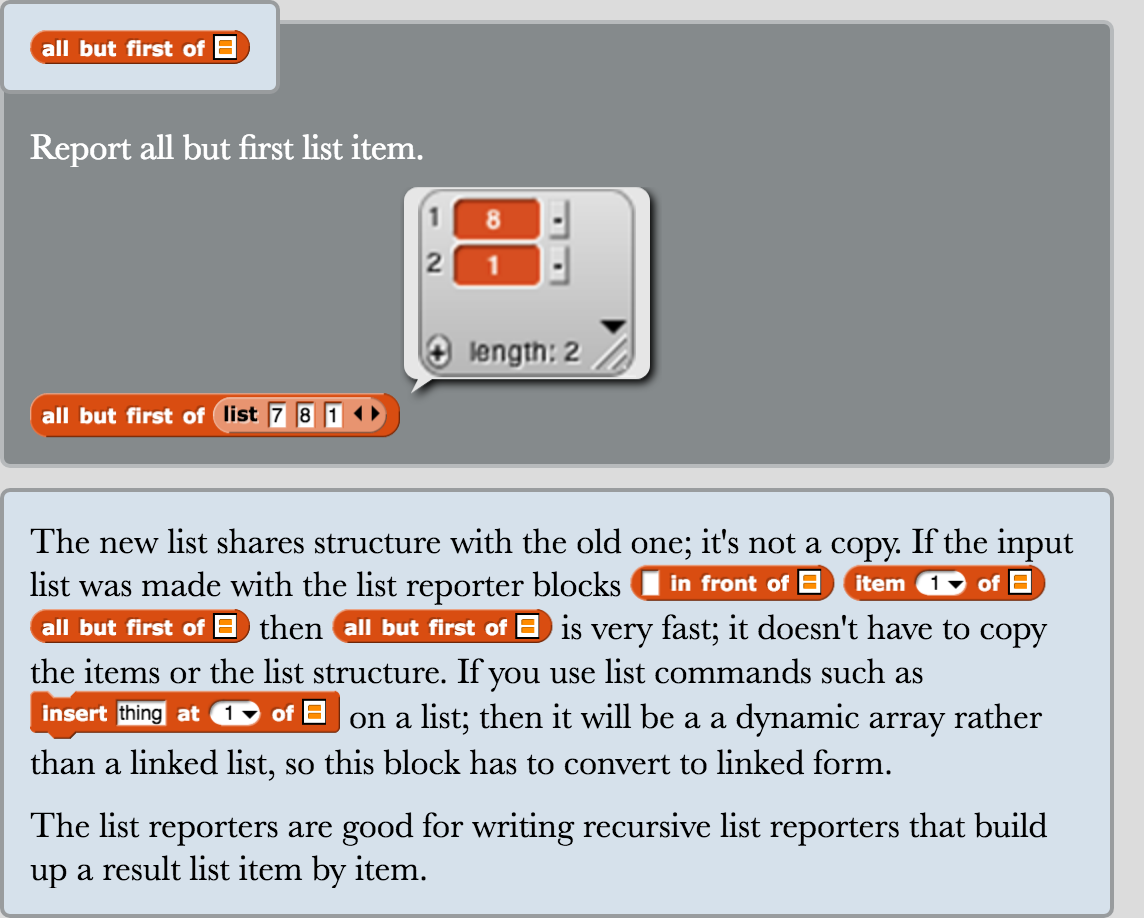 all but first of
Report all but first list item.
1 8 -
2 1 -
+ length: 2
all but first of list 7 8 1
The new list shares structure with the old one; it's not a copy. If the input
list was made with the list reporter blocks in front of item 1 of
all but first of then all but first of is very fast; it doesn't have to copy
the items or the list structure. If you use list commands such as
insert thing at 1 of on a list; then it will be a a dynamic array rather
than a linked list, so this block has to convert to linked form.
The list reporters are good for writing recursive list reporters that build
up a result list item by item.